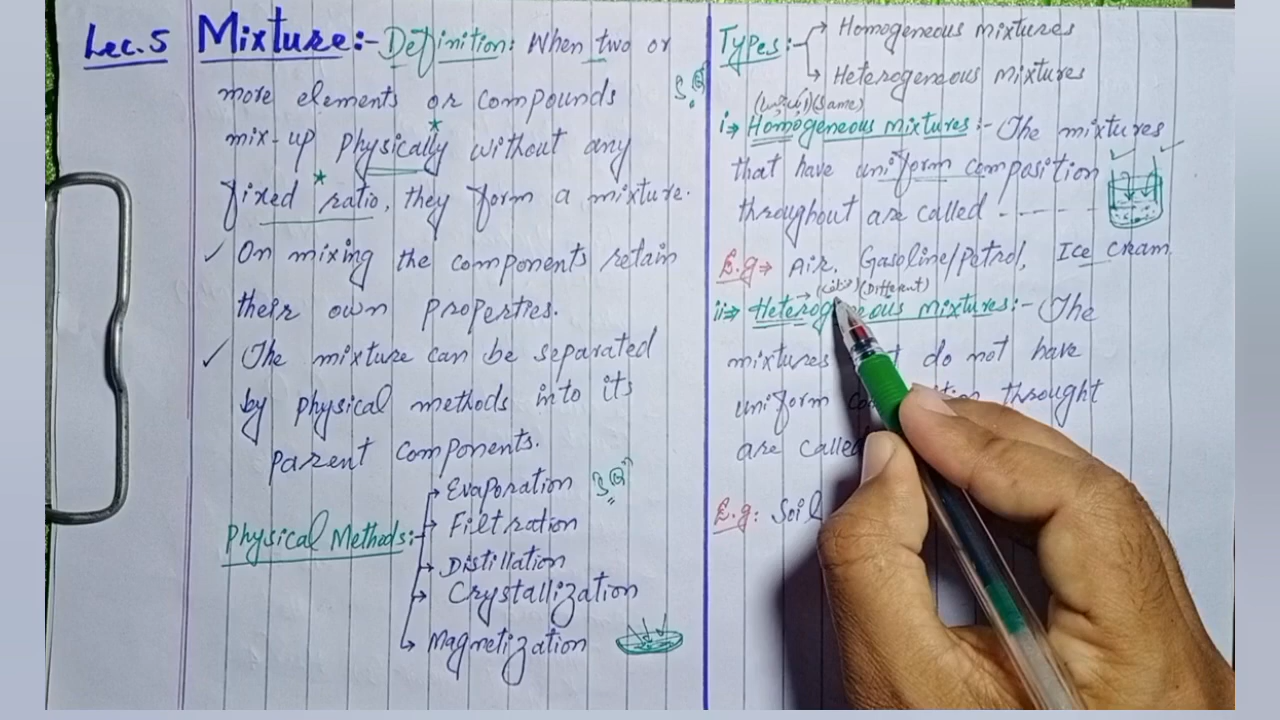 Lec.5
Mixture:- Definition: When two or
more elements or compounds
S.Q
mix-up physically without any
fixed ratio, they form a mixture.
✓ On mixing the components retain
their own properties.
✓ The mixture can be separated
by physical methods into its
parent components.
Physical Methods:-
→ Evaporation
S.Q
→ Filtration
→ Distillation
→ Crystallization
→ Magnetization
Types:-
→ Homogeneous mixtures
→ Heterogeneous Mixtures
(Same)
i⇒ Homogeneous mixtures:- The mixtures
that have uniform composition
throughout are called -----
E.g⇒ Air, Gasoline/Petrol, Ice cream.
(Different)
ii⇒ Heterogeneous mixtures:- The
mixtures do not have
uniform throught
are called
E.g: Soil